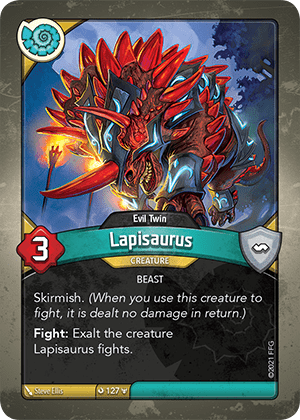 Evil Twin
Lapisaurus
CREATURE
3
BEAST
Skirmish. (When you use this creature to
fight, it is dealt no damage in return.)
Fight: Exalt the creature
Lapisaurus fights.
Steve Ellis
127
©2021 FFG